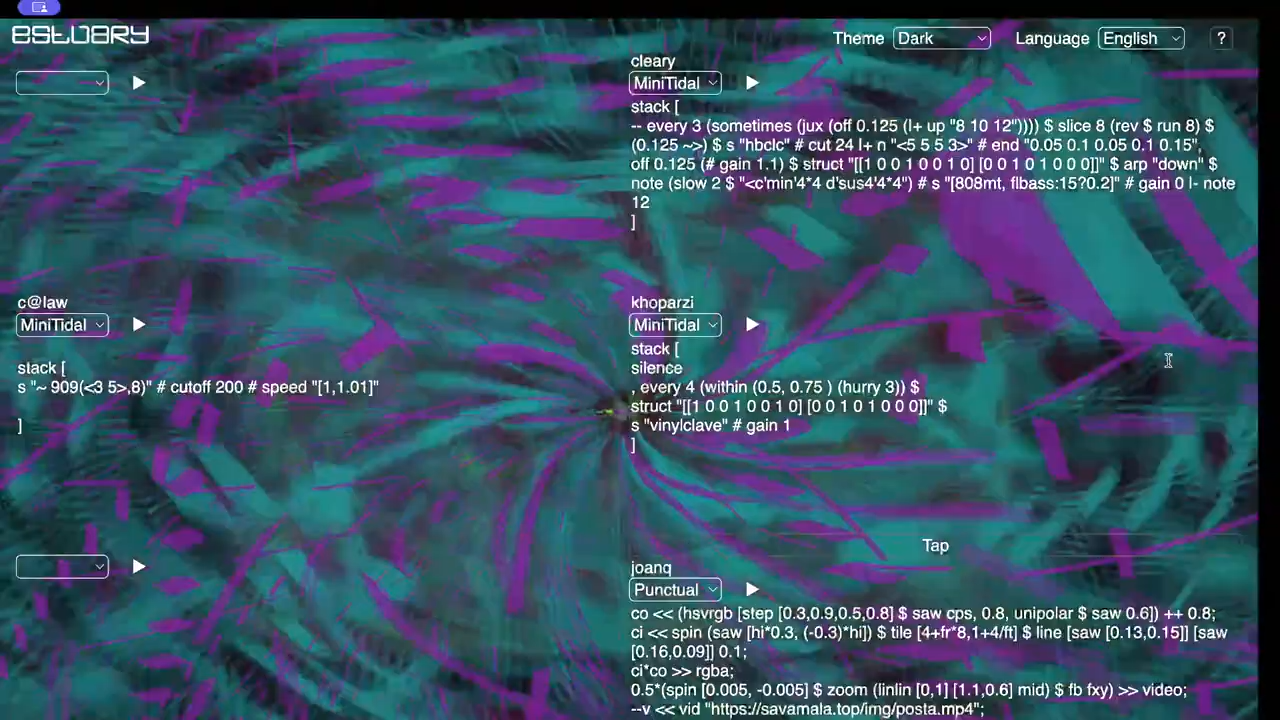 estuary
Theme Dark Language English ?
cleary
MiniTidal
stack [
-- every 3 (sometimes (jux (off 0.125 (|+ up "8 10 12")))) $ slice 8 (rev $ run 8) $
(0.125 ~>) $ s "hbclc" # cut 24 |+ n "<5 5 5 3>" # end "0.05 0.1 0.05 0.1 0.15",
off 0.125 (# gain 1.1) $ struct "[[1 0 0 1 0 0 1 0] [0 0 1 0 1 0 0 0]]" $ arp "down" $
note (slow 2 $ "<c'min'4*4 d'sus4'4*4") # s "[808mt, flbass:15?0.2]" # gain 0 |- note
12
]
c@law
MiniTidal
stack [
s "~ 909(<3 5>,8)" # cutoff 200 # speed "[1,1.01]"
]
khoparzi
MiniTidal
stack [
silence
, every 4 (within (0.5, 0.75 ) (hurry 3)) $
struct "[[1 0 0 1 0 0 1 0] [0 0 1 0 1 0 0 0]]" $
s "vinylclave" # gain 1
]
Tap
joanq
Punctual
co << (hsvrgb [step [0.3,0.9,0.5,0.8] $ saw cps, 0.8, unipolar $ saw 0.6]) ++ 0.8;
ci << spin (saw [hi*0.3, (-0.3)*hi]) $ tile [4+fr*8,1+4/ft] $ line [saw [0.13,0.15]] [saw
[0.16,0.09]] 0.1;
ci*co >> rgba;
0.5*(spin [0.005, -0.005] $ zoom (linlin [0,1] [1.1,0.6] mid) $ fb fxy) >> video;
--v << vid "https://savamala.top/img/posta.mp4";